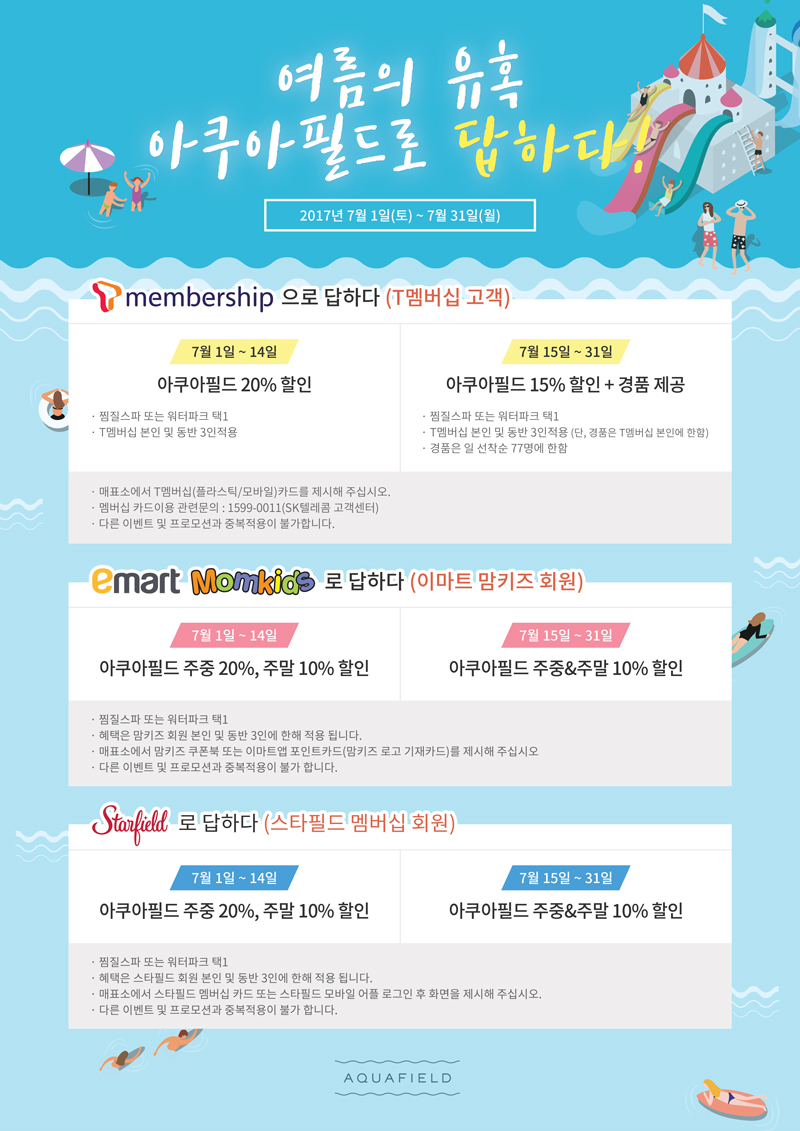 여름의 유혹
아쿠아필드로 답하다!
2017년 7월 1일(토) ~ 7월 31일(월)
T membership 으로 답하다 (T멤버십 고객)
7월 1일 ~ 14일
아쿠아필드 20% 할인
· 찜질스파 또는 워터파크 택1
· T멤버십 본인 및 동반 3인적용
7월 15일 ~ 31일
아쿠아필드 15% 할인 + 경품 제공
· 찜질스파 또는 워터파크 택1
· T멤버십 본인 및 동반 3인적용 (단, 경품은 T멤버십 본인에 한함)
· 경품은 일 선착순 77명에 한함
· 매표소에서 T멤버십(플라스틱/모바일)카드를 제시해 주십시오.
· 멤버십 카드이용 관련문의 : 1599-0011(SK텔레콤 고객센터)
· 다른 이벤트 및 프로모션과 중복적용이 불가합니다.
emart Momkids 로 답하다 (이마트 맘키즈 회원)
7월 1일 ~ 14일
아쿠아필드 주중 20%, 주말 10% 할인
7월 15일 ~ 31일
아쿠아필드 주중&주말 10% 할인
· 찜질스파 또는 워터파크 택1
· 혜택은 맘키즈 회원 본인 및 동반 3인에 한해 적용 됩니다.
· 매표소에서 맘키즈 쿠폰북 또는 이마트앱 포인트카드(맘키즈 로고 기재카드)를 제시해 주십시오
· 다른 이벤트 및 프로모션과 중복적용이 불가 합니다.
Starfield 로 답하다 (스타필드 멤버십 회원)
7월 1일 ~ 14일
아쿠아필드 주중 20%, 주말 10% 할인
7월 15일 ~ 31일
아쿠아필드 주중&주말 10% 할인
· 찜질스파 또는 워터파크 택1
· 혜택은 스타필드 회원 본인 및 동반 3인에 한해 적용 됩니다.
· 매표소에서 스타필드 멤버십 카드 또는 스타필드 모바일 어플 로그인 후 화면을 제시해 주십시오.
· 다른 이벤트 및 프로모션과 중복적용이 불가 합니다.
AQUAFIELD